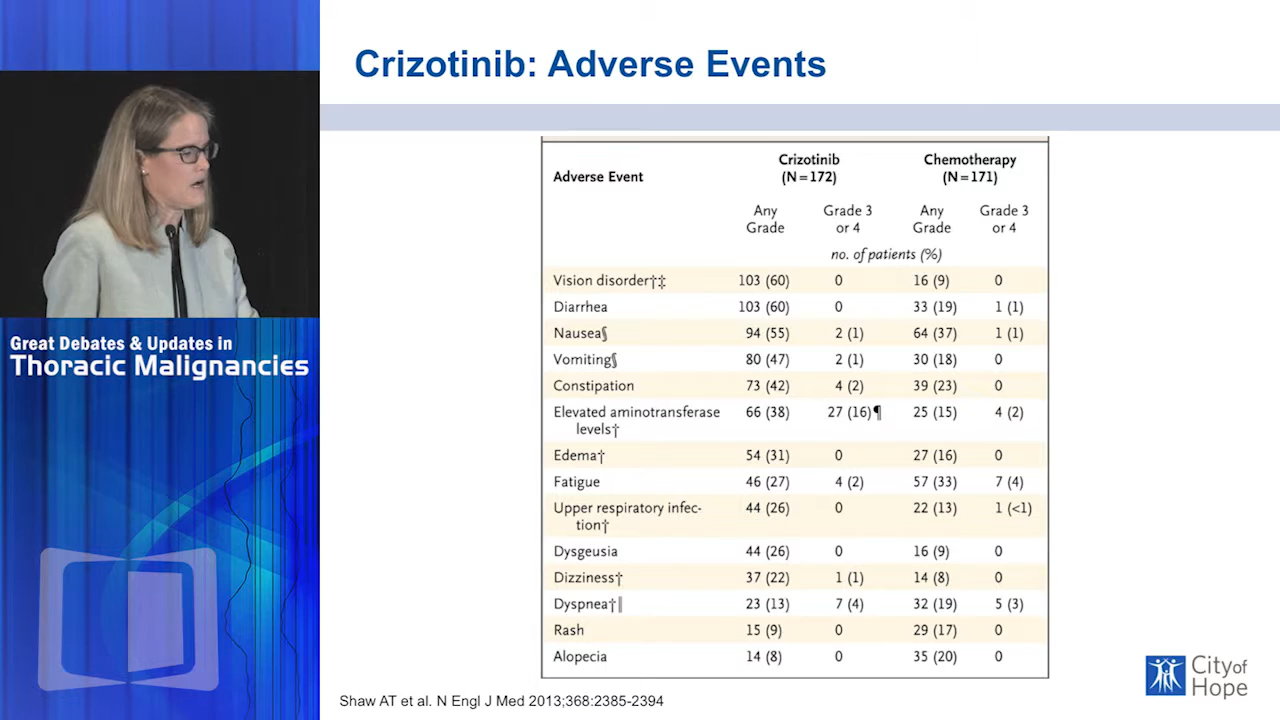 Crizotinib: Adverse Events
Great Debates & Updates in
Thoracic Malignancies
Adverse Event Crizotinib (N=172) Chemotherapy (N=171)
Any Grade Grade 3 or 4 Any Grade Grade 3 or 4
no. of patients (%)
Vision disorder†‡ 103 (60) 0 16 (9) 0
Diarrhea 103 (60) 0 33 (19) 1 (1)
Nausea§ 94 (55) 2 (1) 64 (37) 1 (1)
Vomiting§ 80 (47) 2 (1) 30 (18) 0
Constipation 73 (42) 4 (2) 39 (23) 0
Elevated aminotransferase 66 (38) 27 (16)¶ 25 (15) 4 (2)
levels†
Edema† 54 (31) 0 27 (16) 0
Fatigue 46 (27) 4 (2) 57 (33) 7 (4)
Upper respiratory infec- 44 (26) 0 22 (13) 1 (<1)
tion†
Dysgeusia 44 (26) 0 16 (9) 0
Dizziness† 37 (22) 1 (1) 14 (8) 0
Dyspnea†‖ 23 (13) 7 (4) 32 (19) 5 (3)
Rash 15 (9) 0 29 (17) 0
Alopecia 14 (8) 0 35 (20) 0
Shaw AT et al. N Engl J Med 2013;368:2385-2394
City of
Hope